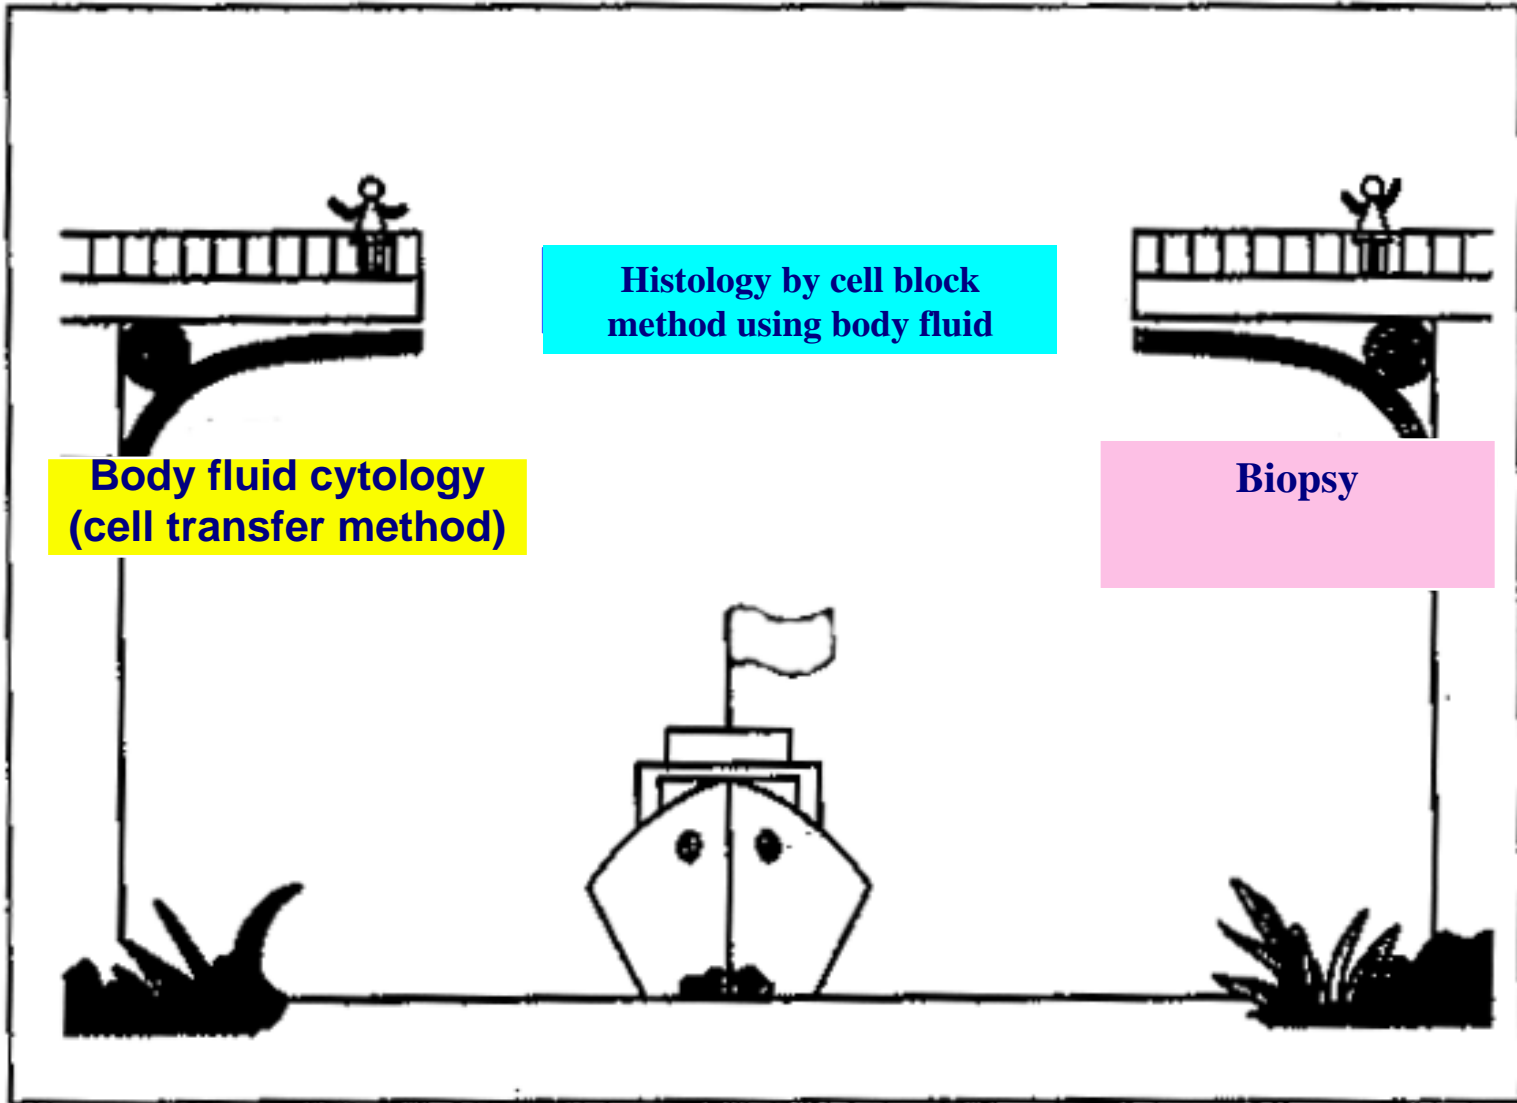 Histology by cell block
method using body fluid
Body fluid cytology
(cell transfer method)
Biopsy